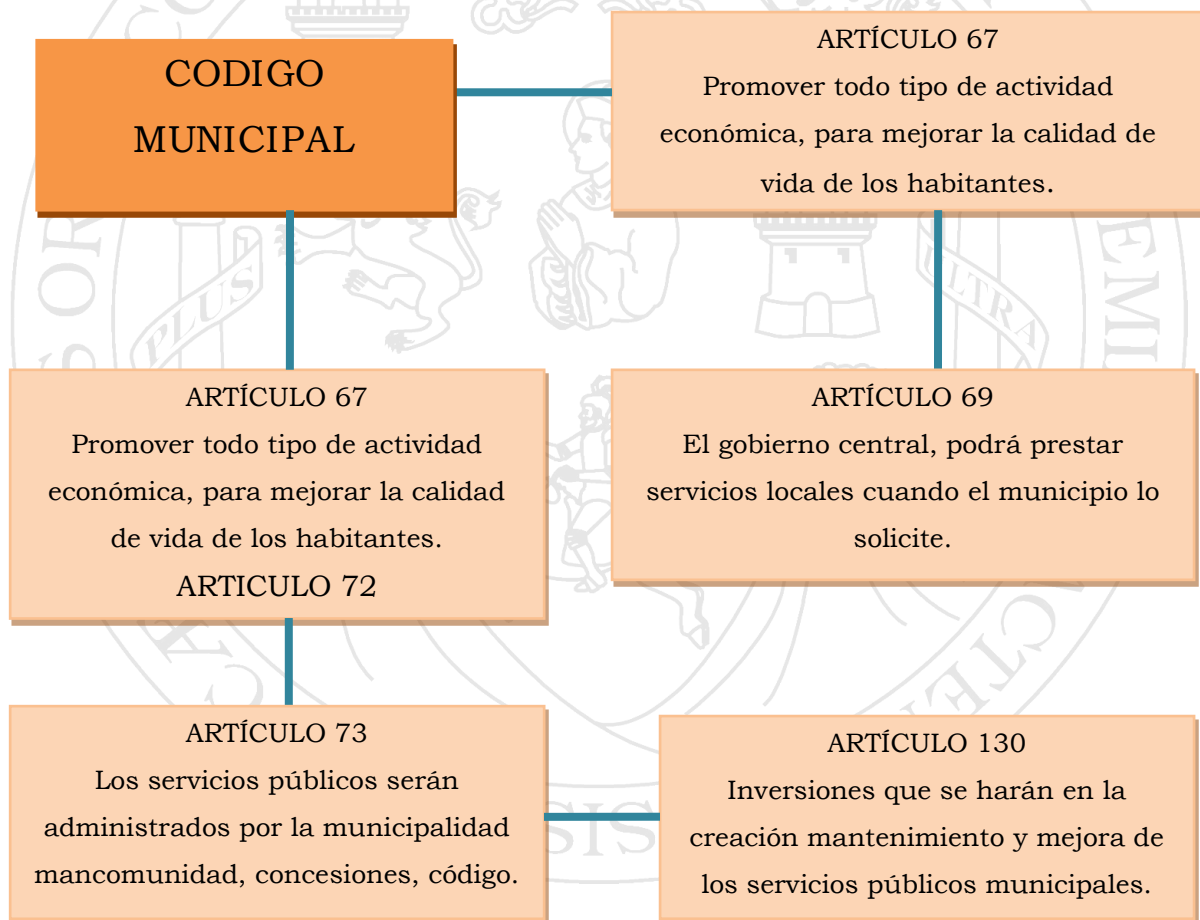 CODIGO
MUNICIPAL
ARTÍCULO 67
Promover todo tipo de actividad
económica, para mejorar la calidad de
vida de los habitantes.
ARTÍCULO 67
Promover todo tipo de actividad
económica, para mejorar la calidad
de vida de los habitantes.
ARTICULO 72
ARTÍCULO 69
El gobierno central, podrá prestar
servicios locales cuando el municipio lo
solicite.
ARTÍCULO 73
Los servicios públicos serán
administrados por la municipalidad
mancomunidad, concesiones, código.
ARTÍCULO 130
Inversiones que se harán en la
creación mantenimiento y mejora de
los servicios públicos municipales.
PLUS
ULTRA